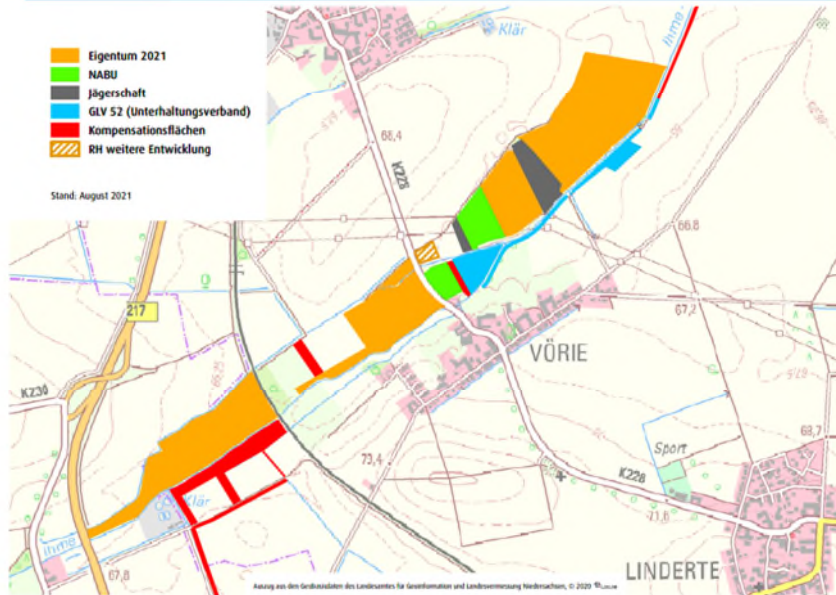 Eigentum 2021
NABU
Jägerschaft
GLV 52 (Unterhaltungsverband)
Kompensationsflächen
RH weitere Entwicklung
Stand: August 2021
Klär
Ihme
68,4
K228
66.8
217
67,2
VÖRIE
K230
68,7
Sport
73,4
K228
Klär
71,6
Ihme
67,8
LINDERTE
Auszug aus den Geobasisdaten des Landesamtes für Geoinformation und Landesvermessung Niedersachsen, © 2020